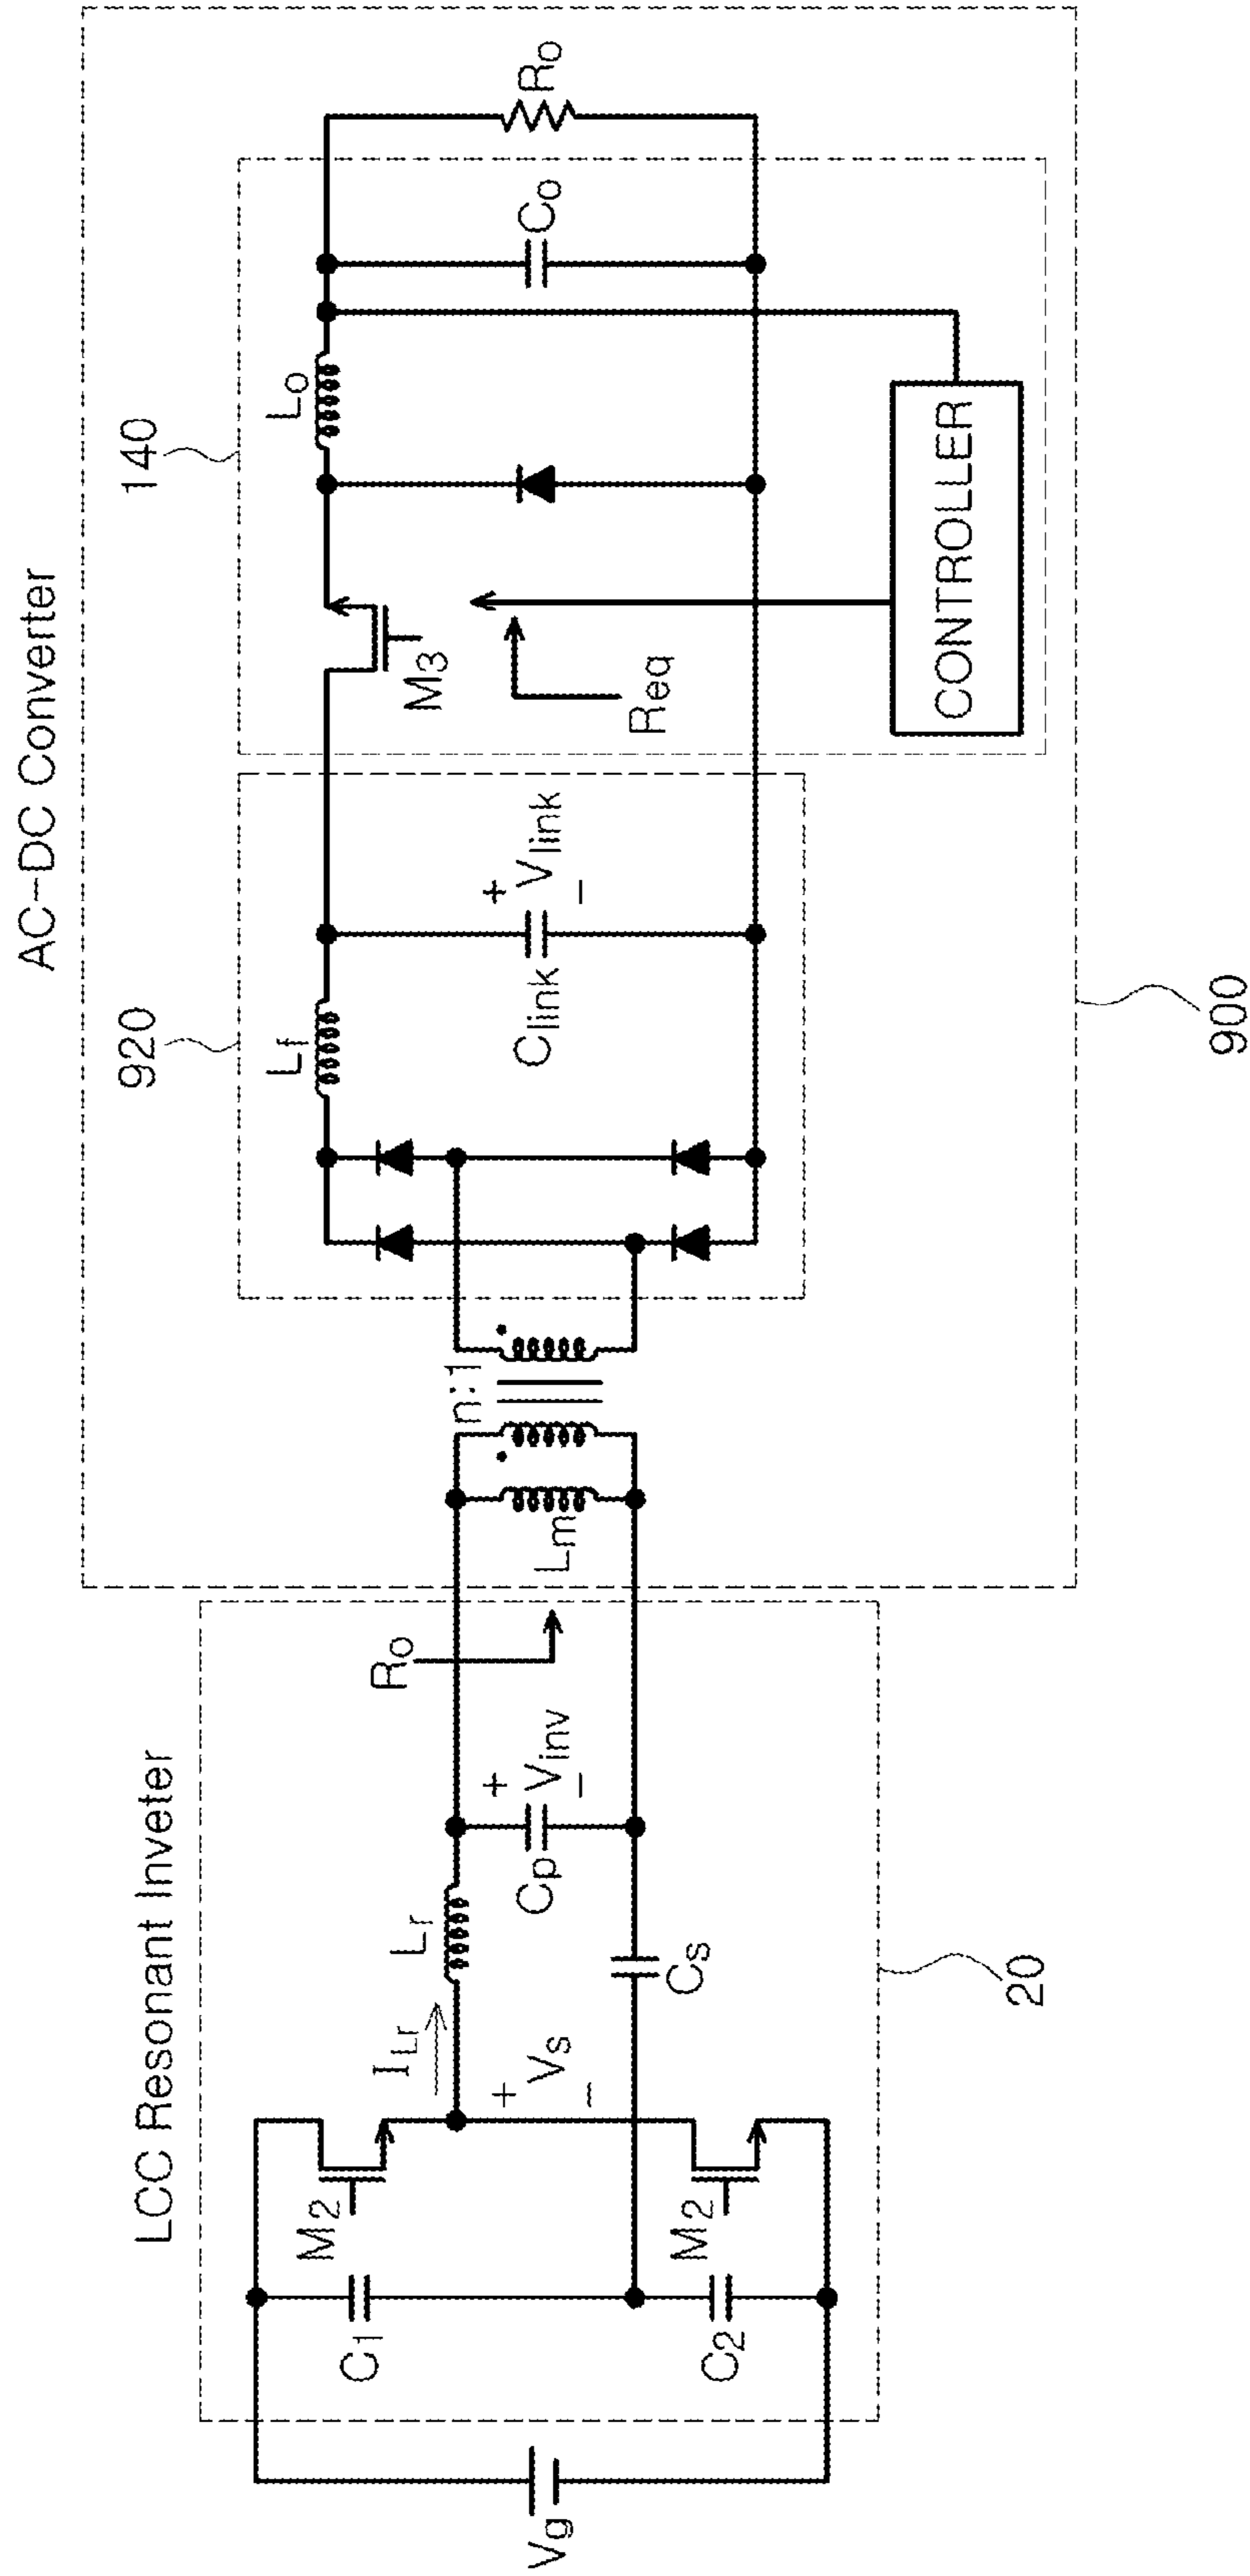 AC-DC Converter
LCC Resonant Inveter
920
140
Lf
Lo
M2
ILr
Lr
Ro
n:1
M3
C1
Vg
+
Vs
−
Cp
+
Vinv
−
Lm
Clink
+
Vlink
−
Req
Co
Ro
M2
C2
Cs
CONTROLLER
20
900